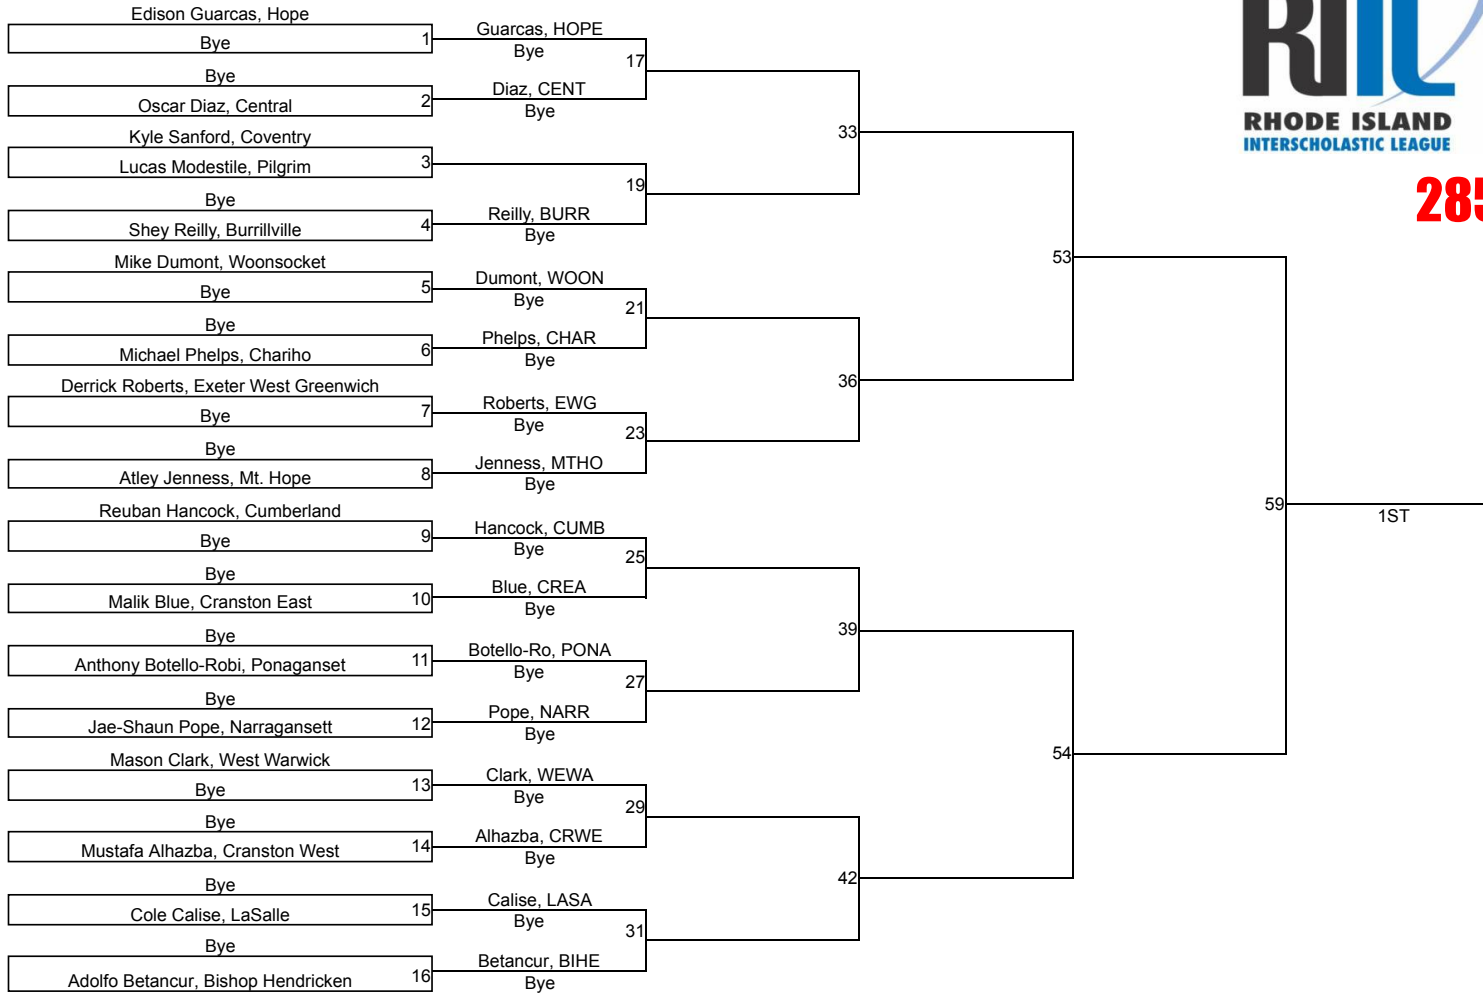 Edison Guarcas, Hope
Bye
1
Guarcas, HOPE
Bye
17
Bye
Oscar Diaz, Central
2
Diaz, CENT
Bye
Kyle Sanford, Coventry
Lucas Modestile, Pilgrim
3
19
Bye
Shey Reilly, Burrillville
4
Reilly, BURR
Bye
Mike Dumont, Woonsocket
Bye
5
Dumont, WOON
Bye
21
Bye
Michael Phelps, Chariho
6
Phelps, CHAR
Bye
Derrick Roberts, Exeter West Greenwich
Bye
7
Roberts, EWG
Bye
23
Bye
Atley Jenness, Mt. Hope
8
Jenness, MTHO
Bye
Reuban Hancock, Cumberland
Bye
9
Hancock, CUMB
Bye
25
Bye
Malik Blue, Cranston East
10
Blue, CREA
Bye
Bye
Anthony Botello-Robi, Ponaganset
11
Botello-Ro, PONA
Bye
27
Bye
Jae-Shaun Pope, Narragansett
12
Pope, NARR
Bye
Mason Clark, West Warwick
Bye
13
Clark, WEWA
Bye
29
Bye
Mustafa Alhazba, Cranston West
14
Alhazba, CRWE
Bye
Bye
Cole Calise, LaSalle
15
Calise, LASA
Bye
31
Bye
Adolfo Betancur, Bishop Hendricken
16
Betancur, BIHE
Bye
33
36
39
42
53
54
59
1ST
RIIL
RHODE ISLAND
INTERSCHOLASTIC LEAGUE
285